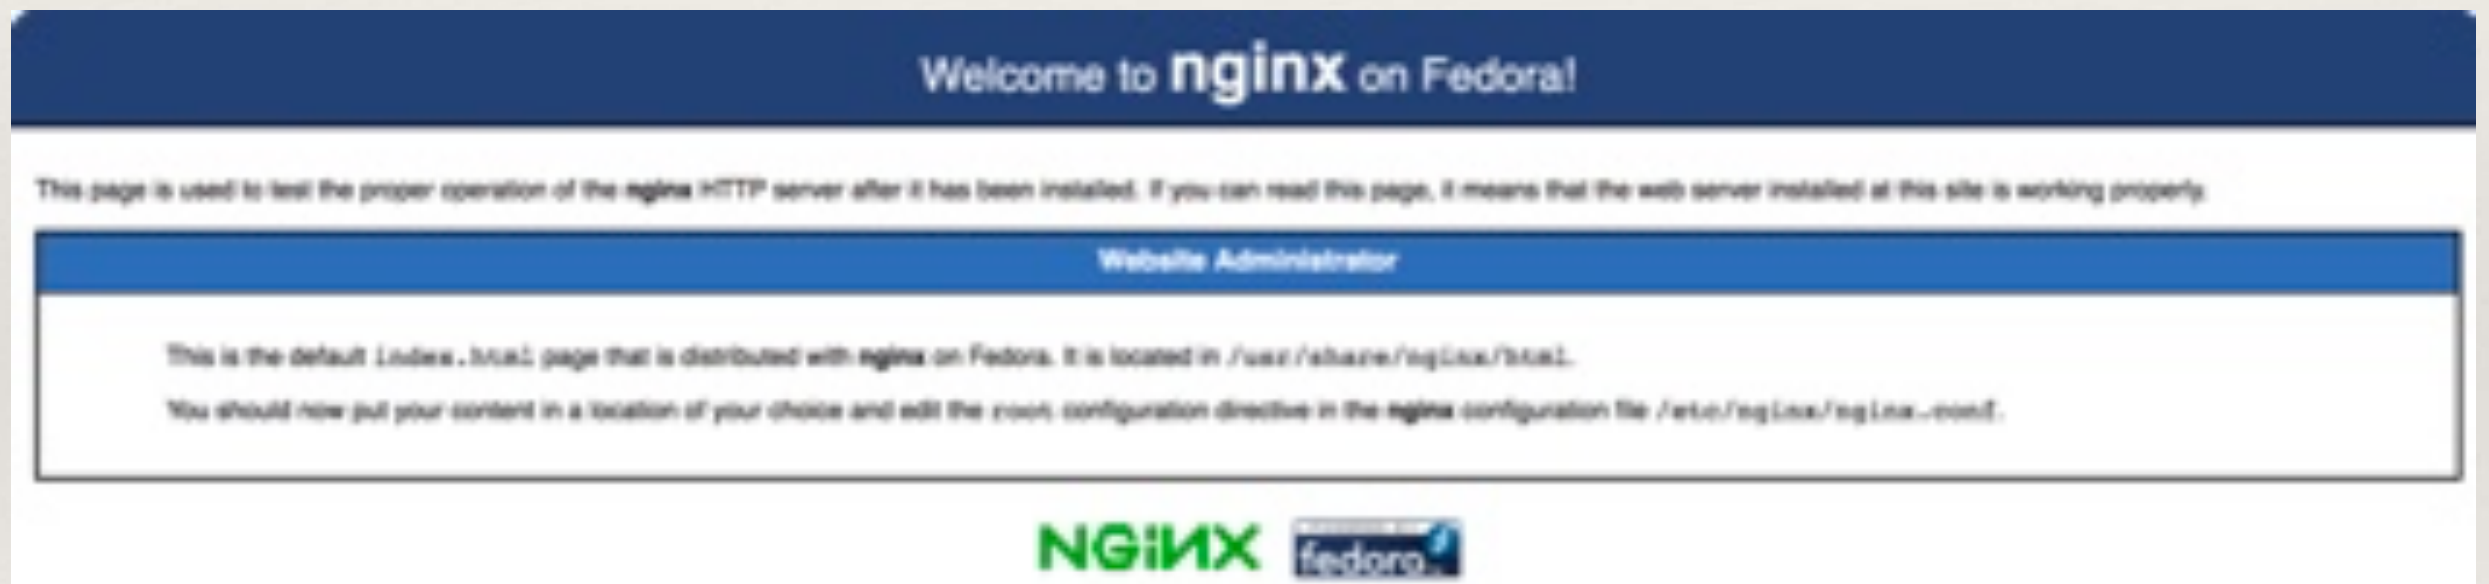 Welcome to nginx on Fedora!
This page is used to test the proper operation of the nginx HTTP server after it has been installed. If you can read this page, it means that the web server installed at this site is working properly.
Website Administrator
This is the default index.html page that is distributed with nginx on Fedora. It is located in /usr/share/nginx/html.
You should now put your content in a location of your choice and edit the root configuration directive in the nginx configuration file /etc/nginx/nginx.conf.
NGiNX fedora